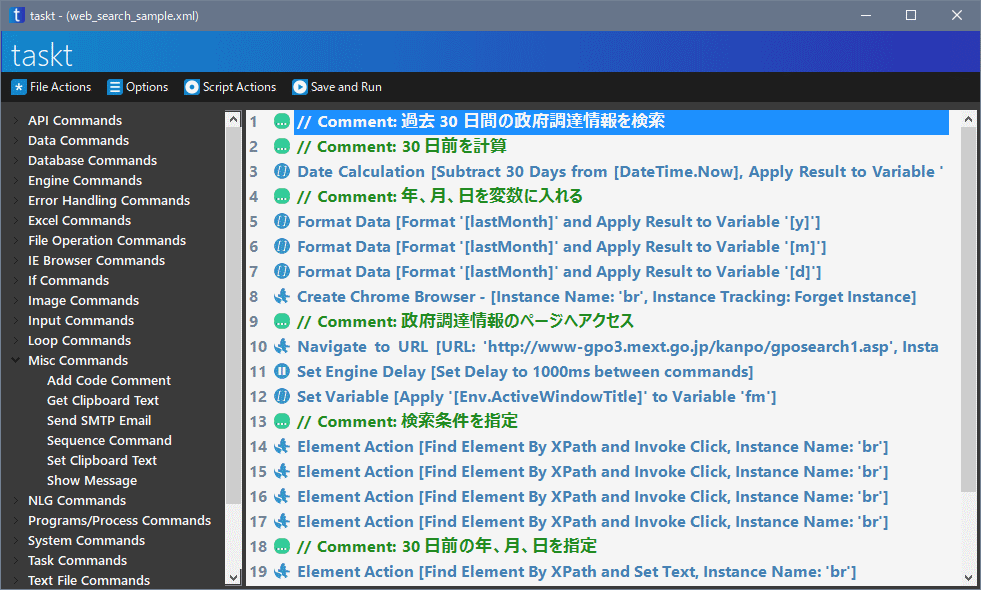 taskt - (web_search_sample.xml)
taskt
File Actions Options Script Actions Save and Run
API Commands
Data Commands
Database Commands
Engine Commands
Error Handling Commands
Excel Commands
File Operation Commands
IE Browser Commands
If Commands
Image Commands
Input Commands
Loop Commands
Misc Commands
Add Code Comment
Get Clipboard Text
Send SMTP Email
Sequence Command
Set Clipboard Text
Show Message
NLG Commands
Programs/Process Commands
System Commands
Task Commands
Text File Commands
1 // Comment: 過去 30 日間の政府調達情報を検索
2 // Comment: 30 日前を計算
3 Date Calculation [Subtract 30 Days from [DateTime.Now], Apply Result to Variable '
4 // Comment: 年、月、日を変数に入れる
5 Format Data [Format '[lastMonth]' and Apply Result to Variable '[y]']
6 Format Data [Format '[lastMonth]' and Apply Result to Variable '[m]']
7 Format Data [Format '[lastMonth]' and Apply Result to Variable '[d]']
8 Create Chrome Browser - [Instance Name: 'br', Instance Tracking: Forget Instance]
9 // Comment: 政府調達情報のページへアクセス
10 Navigate to URL [URL: 'http://www-gpo3.mext.go.jp/kanpo/gposearch1.asp', Insta
11 Set Engine Delay [Set Delay to 1000ms between commands]
12 Set Variable [Apply '[Env.ActiveWindowTitle]' to Variable 'fm']
13 // Comment: 検索条件を指定
14 Element Action [Find Element By XPath and Invoke Click, Instance Name: 'br']
15 Element Action [Find Element By XPath and Invoke Click, Instance Name: 'br']
16 Element Action [Find Element By XPath and Invoke Click, Instance Name: 'br']
17 Element Action [Find Element By XPath and Invoke Click, Instance Name: 'br']
18 // Comment: 30 日前の年、月、日を指定
19 Element Action [Find Element By XPath and Set Text, Instance Name: 'br']